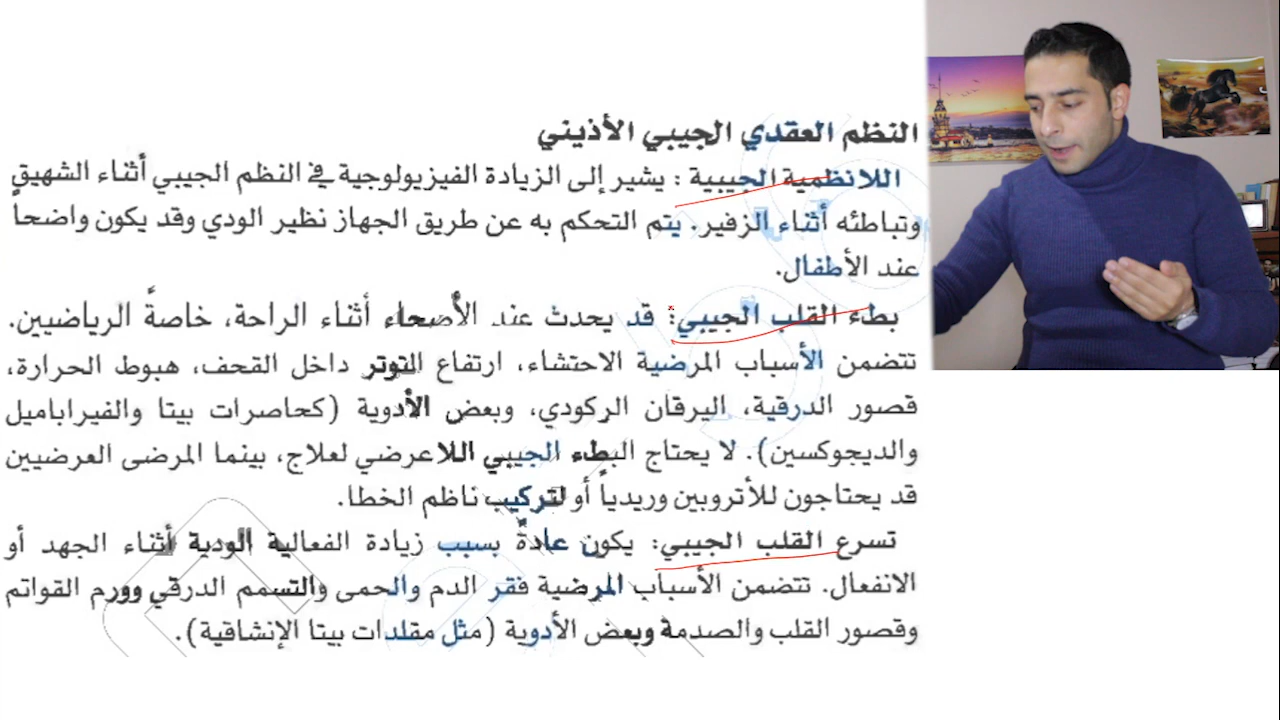 النظم العقدي الجيبي الأذيني
اللانظمية الجيبية : يشير إلى الزيادة الفيزيولوجية في النظم الجيبي أثناء الشهيق
وتباطئه أثناء الزفير. يتم التحكم به عن طريق الجهاز نظير الودي وقد يكون واضحاً
عند الأطفال.
بطء القلب الجيبي: قد يحدث عند الأصحاء أثناء الراحة، خاصةً الرياضيين.
تتضمن الأسباب المرضية الاحتشاء، ارتفاع التوتر داخل القحف، هبوط الحرارة،
قصور الدرقية، اليرقان الركودي، وبعض الأدوية (كحاصرات بيتا والفيراباميل
والديجوكسين). لا يحتاج البطء الجيبي اللاعرضي لعلاج، بينما المرضى العرضيين
قد يحتاجون للأتروبين وريدياً أو لتركيب ناظم الخطا.
تسرع القلب الجيبي: يكون عادةً بسبب زيادة الفعالية الودية أثناء الجهد أو
الانفعال. تتضمن الأسباب المرضية فقر الدم والحمى والتسمم الدرقي وورم القواتم
وقصور القلب والصدمة وبعض الأدوية (مثل مقلدات بيتا الإنشاقية).